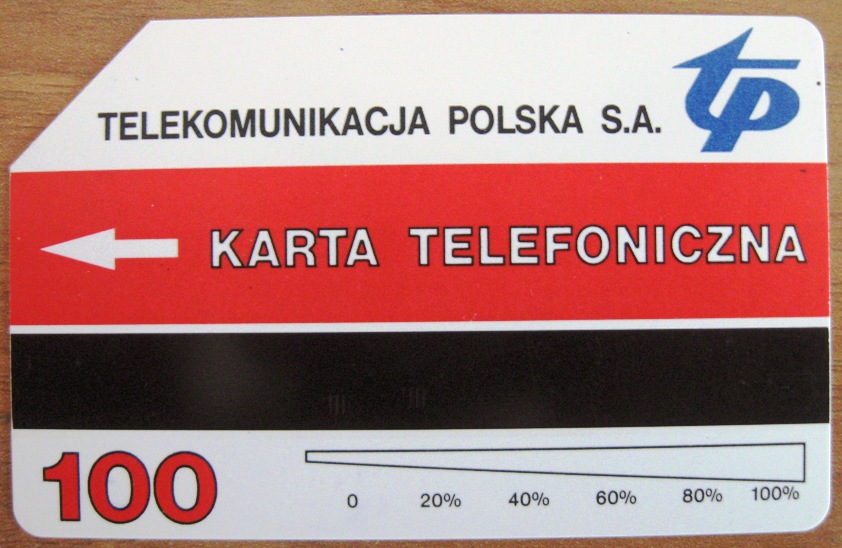 TELEKOMUNIKACJA POLSKA S.A.
tp
KARTA TELEFONICZNA
100
0 20% 40% 60% 80% 100%